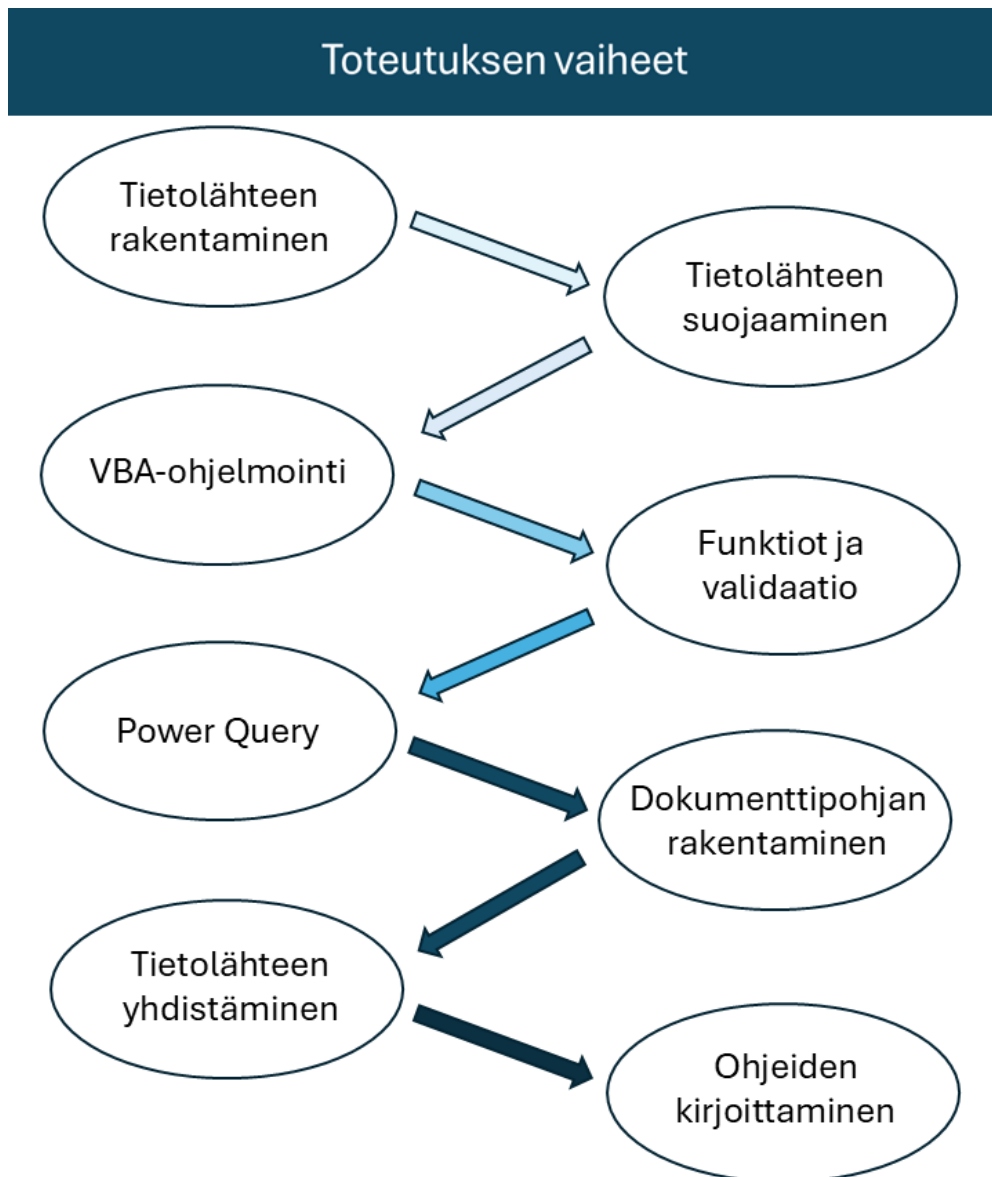 Toteutuksen vaiheet
Tietolähteen
rakentaminen
Tietolähteen
suojaaminen
VBA-ohjelmointi
Funktiot ja
validaatio
Power Query
Dokumenttipohjan
rakentaminen
Tietolähteen
yhdistäminen
Ohjeiden
kirjoittaminen